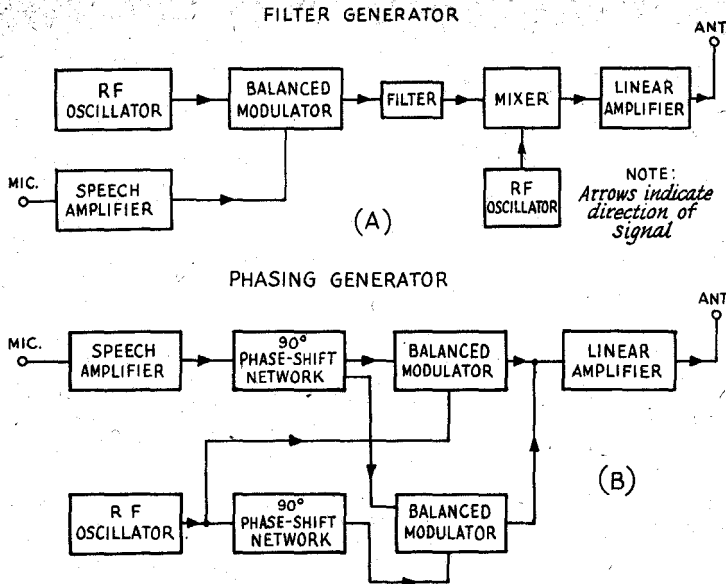 FILTER GENERATOR
ANT
RF
OSCILLATOR
BALANCED
MODULATOR
FILTER
MIXER
LINEAR
AMPLIFIER
MIC.
SPEECH
AMPLIFIER
(A)
RF
OSCILLATOR
NOTE:
Arrows indicate
direction of
signal
PHASING GENERATOR
ANT
MIC.
SPEECH
AMPLIFIER
90°
PHASE-SHIFT
NETWORK
BALANCED
MODULATOR
LINEAR
AMPLIFIER
(B)
RF
OSCILLATOR
90°
PHASE-SHIFT
NETWORK
BALANCED
MODULATOR